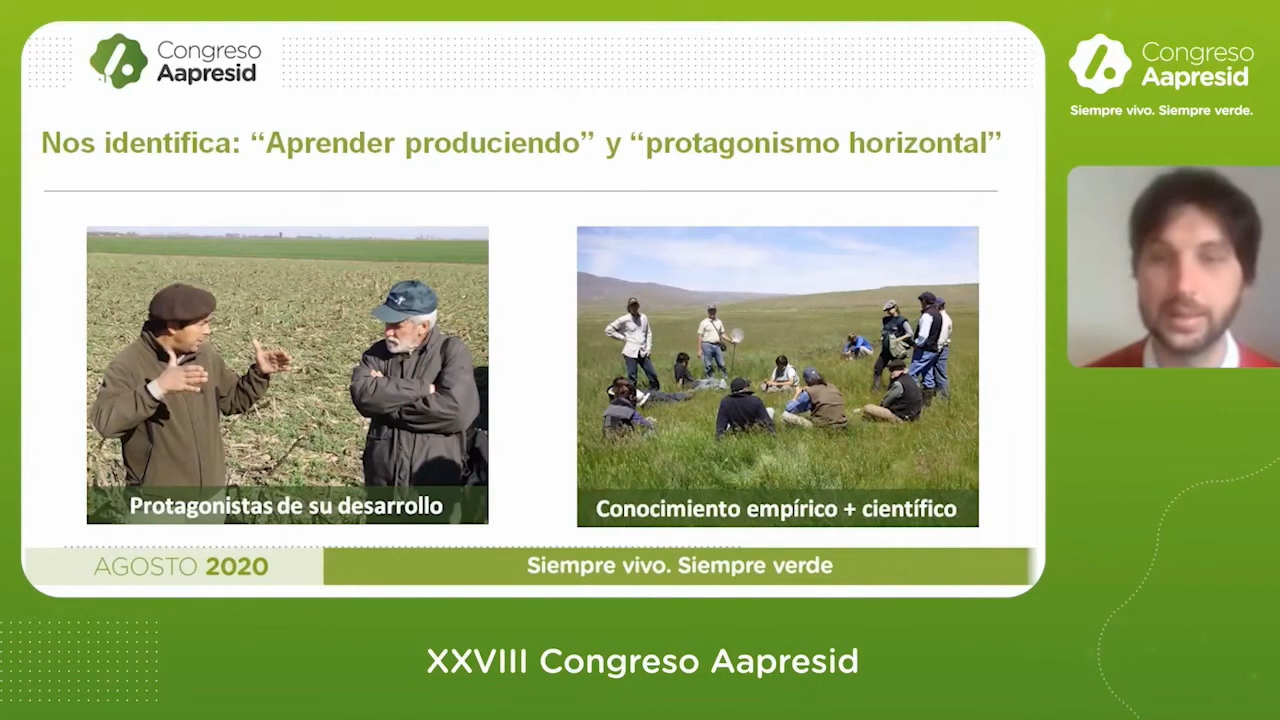 Congreso
Aapresid
Congreso
Aapresid
Siempre vivo. Siempre verde.
Nos identifica: “Aprender produciendo” y “protagonismo horizontal”
Protagonistas de su desarrollo
Conocimiento empírico + científico
AGOSTO 2020
Siempre vivo. Siempre verde
XXVIII Congreso Aapresid